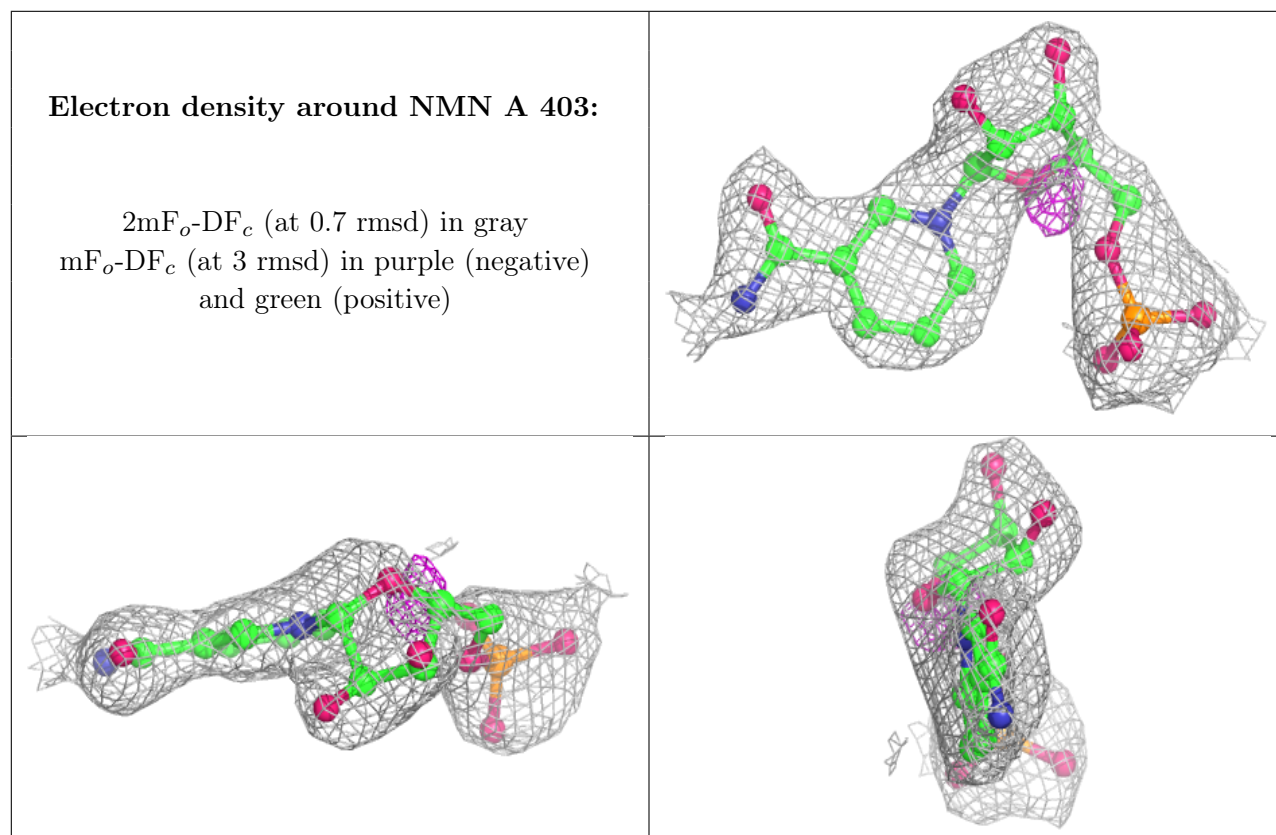 Electron density around NMN A 403:
2mFo-DFc (at 0.7 rmsd) in gray
mFo-DFc (at 3 rmsd) in purple (negative)
and green (positive)